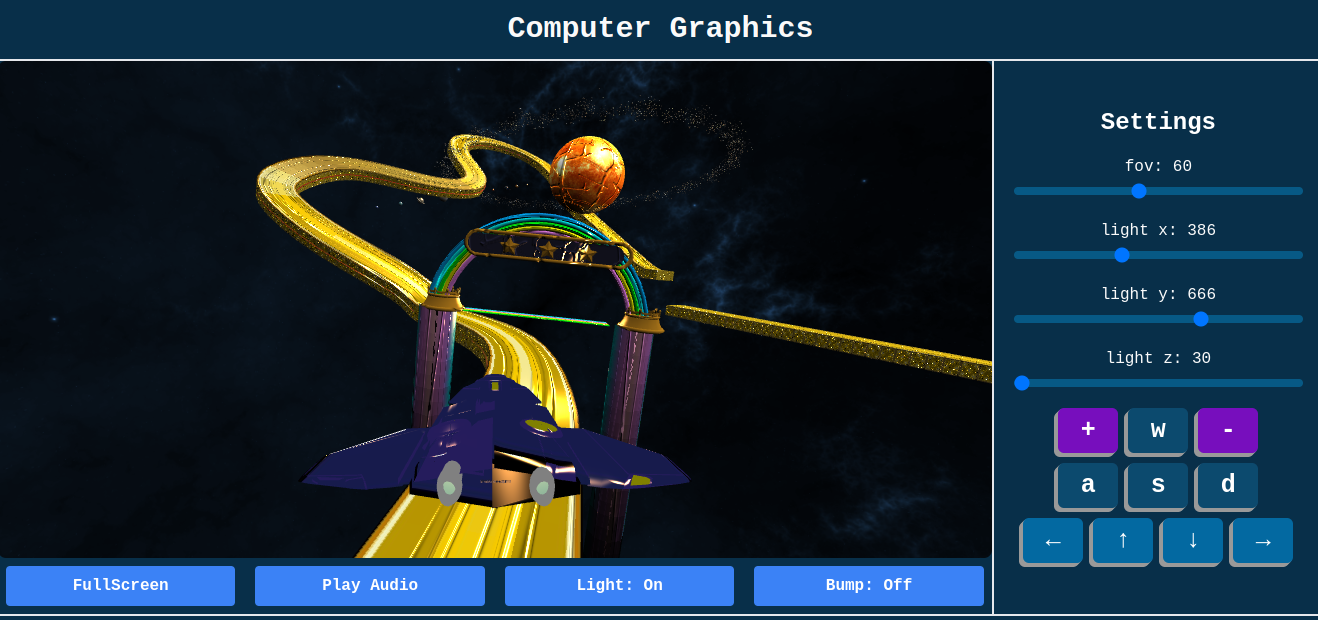 Computer Graphics
Settings
fov: 60
light x: 386
light y: 666
light z: 30
+ w -
a s d
← ↑ ↓ →
FullScreen Play Audio Light: On Bump: Off